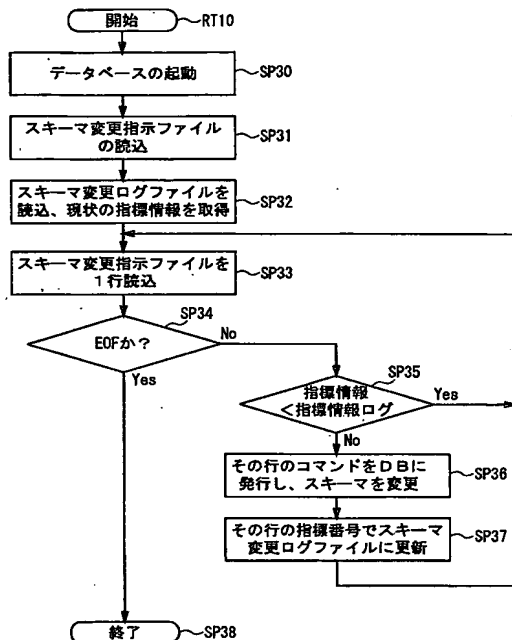 開始
RT10
データベースの起動
SP30
スキーマ変更指示ファイル
の読込
SP31
スキーマ変更ログファイルを
読込、現状の指標情報を取得
SP32
スキーマ変更指示ファイルを
1行読込
SP33
SP34
EOFか?
No
Yes
SP35
指標情報
<指標情報ログ
Yes
No
その行のコマンドをDBに
発行し、スキーマを変更
SP36
その行の指標番号でスキーマ
変更ログファイルに更新
SP37
終了
SP38